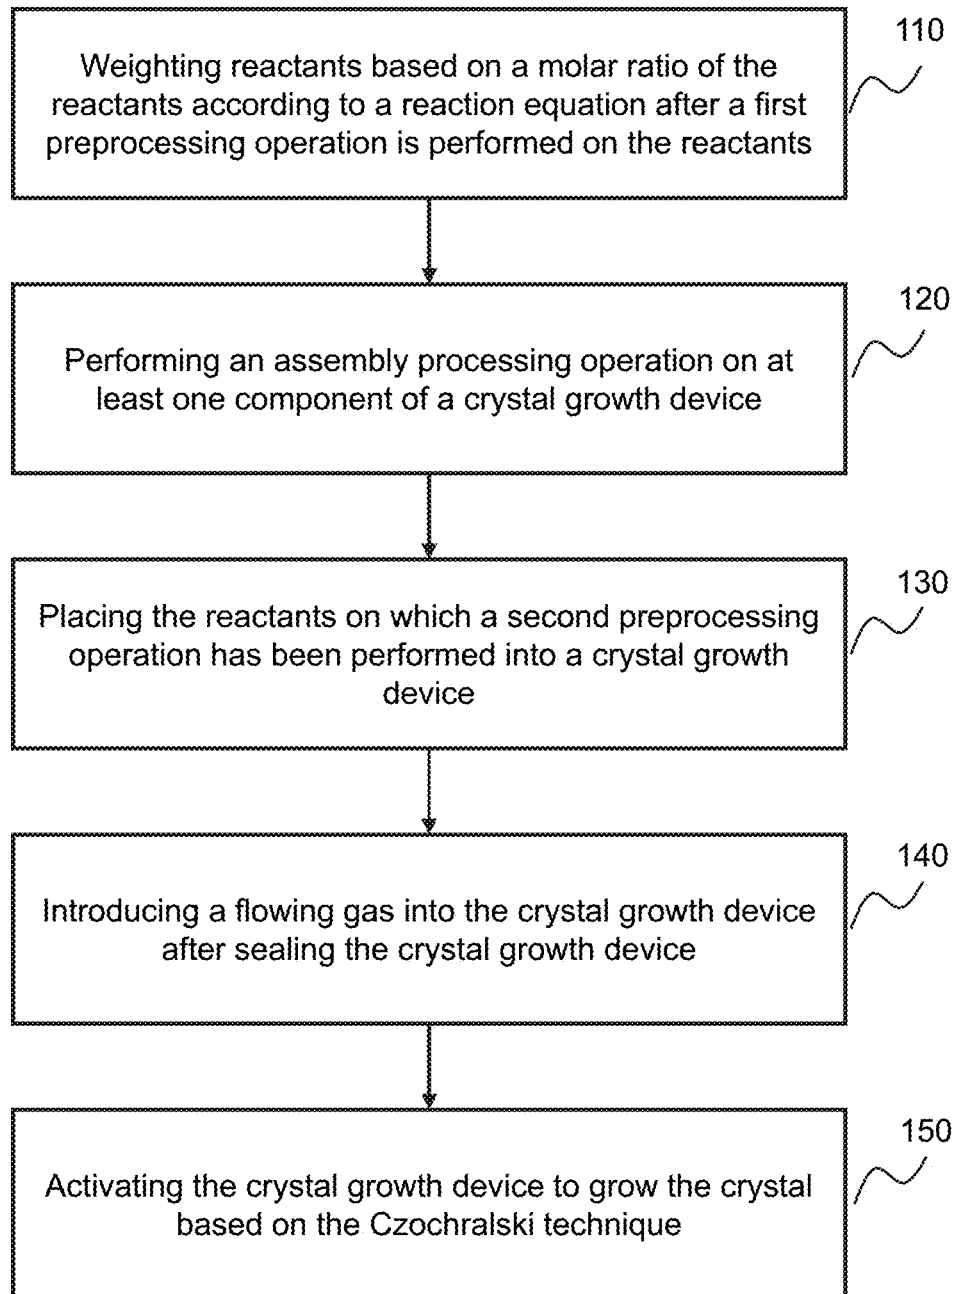 110
Weighting reactants based on a molar ratio of the
reactants according to a reaction equation after a first
preprocessing operation is performed on the reactants
120
Performing an assembly processing operation on at
least one component of a crystal growth device
130
Placing the reactants on which a second preprocessing
operation has been performed into a crystal growth
device
140
Introducing a flowing gas into the crystal growth device
after sealing the crystal growth device
150
Activating the crystal growth device to grow the crystal
based on the Czochralski technique